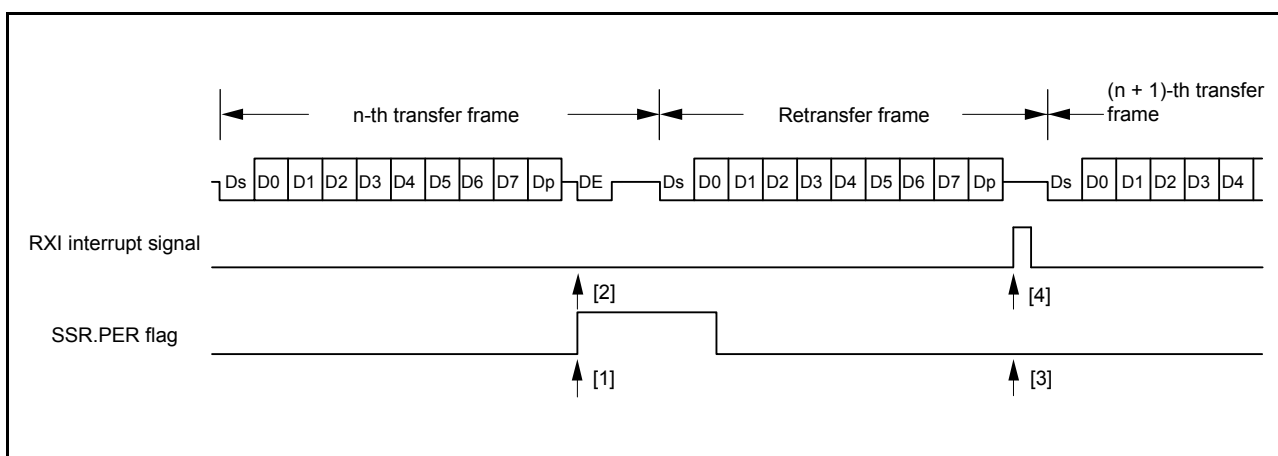 n-th transfer frame
Retransfer frame
(n + 1)-th transfer
frame
Ds D0 D1 D2 D3 D4 D5 D6 D7 Dp DE Ds D0 D1 D2 D3 D4 D5 D6 D7 Dp Ds D0 D1 D2 D3 D4
RXI interrupt signal
[2] [4]
SSR.PER flag
[1] [3]